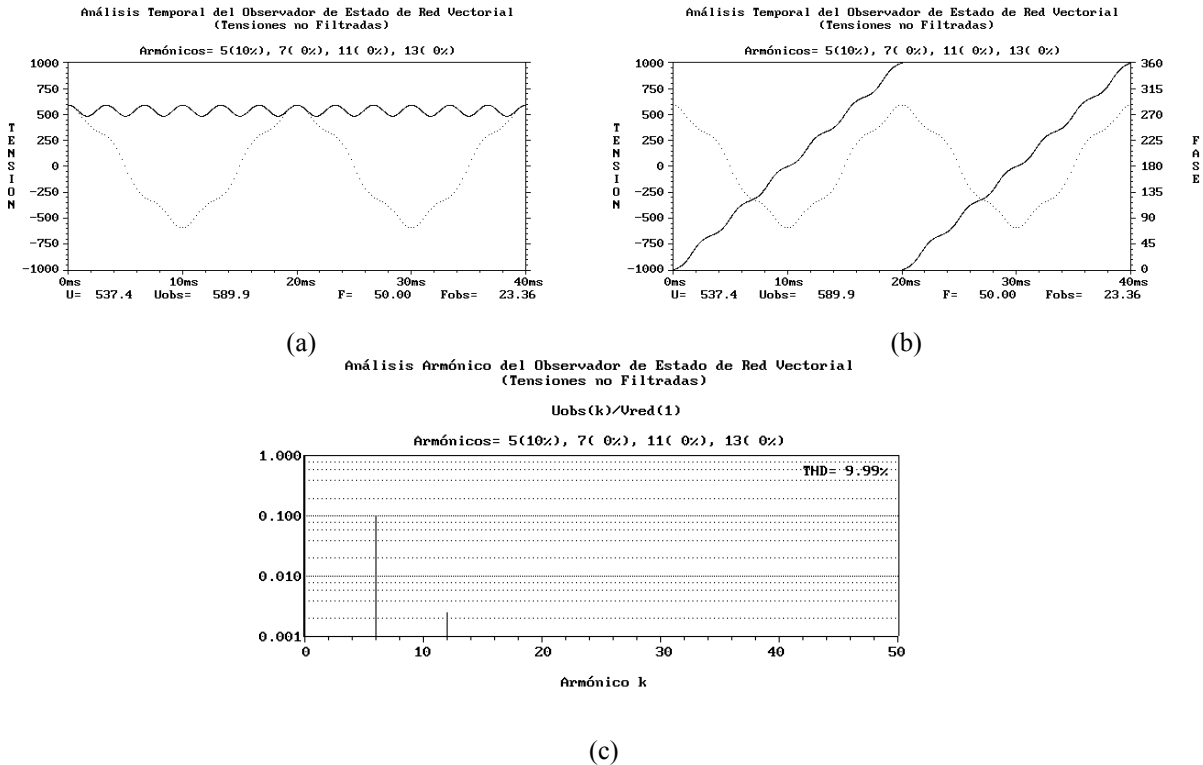 Análisis Temporal del Observador de Estado de Red Vectorial
(Tensiones no Filtradas)
Armónicos= 5(10%), 7( 0%), 11( 0%), 13( 0%)
1000
750
500
250
0
-250
-500
-750
-1000
TENSION
0ms
10ms
20ms
30ms
40ms
U= 537.4 Uobs= 589.9 F= 50.00 Fobs= 23.36
(a)
Análisis Temporal del Observador de Estado de Red Vectorial
(Tensiones no Filtradas)
Armónicos= 5(10%), 7( 0%), 11( 0%), 13( 0%)
1000
750
500
250
0
-250
-500
-750
-1000
TENSION
360
315
270
225
180
135
90
45
0
FASE
0ms
10ms
20ms
30ms
40ms
U= 537.4 Uobs= 589.9 F= 50.00 Fobs= 23.36
(b)
Análisis Armónico del Observador de Estado de Red Vectorial
(Tensiones no Filtradas)
Uobs(k)/Vred(1)
Armónicos= 5(10%), 7( 0%), 11( 0%), 13( 0%)
THD= 9.99%
1.000
0.100
0.010
0.001
0
10
20
30
40
50
Armónico k
(c)